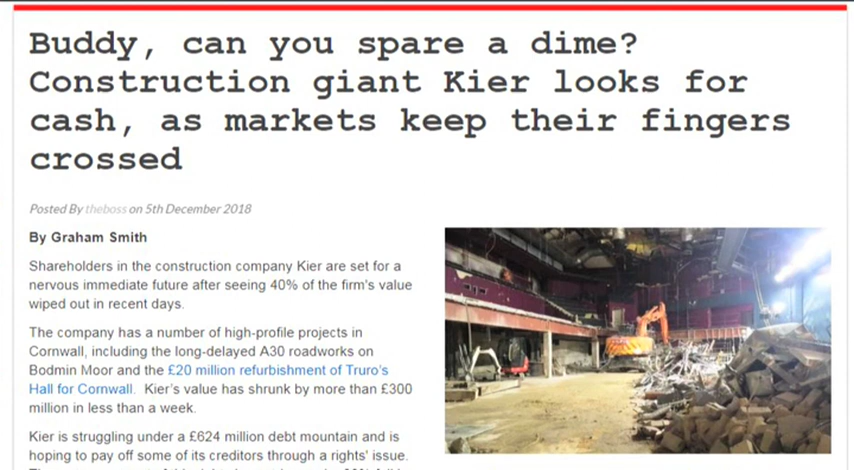 Buddy, can you spare a dime?
Construction giant Kier looks for
cash, as markets keep their fingers
crossed
Posted By theboss on 5th December 2018
By Graham Smith
Shareholders in the construction company Kier are set for a
nervous immediate future after seeing 40% of the firm's value
wiped out in recent days.
The company has a number of high-profile projects in
Cornwall, including the long-delayed A30 roadworks on
Bodmin Moor and the £20 million refurbishment of Truro's
Hall for Cornwall. Kier's value has shrunk by more than £300
million in less than a week.
Kier is struggling under a £624 million debt mountain and is
hoping to pay off some of its creditors through a rights' issue.